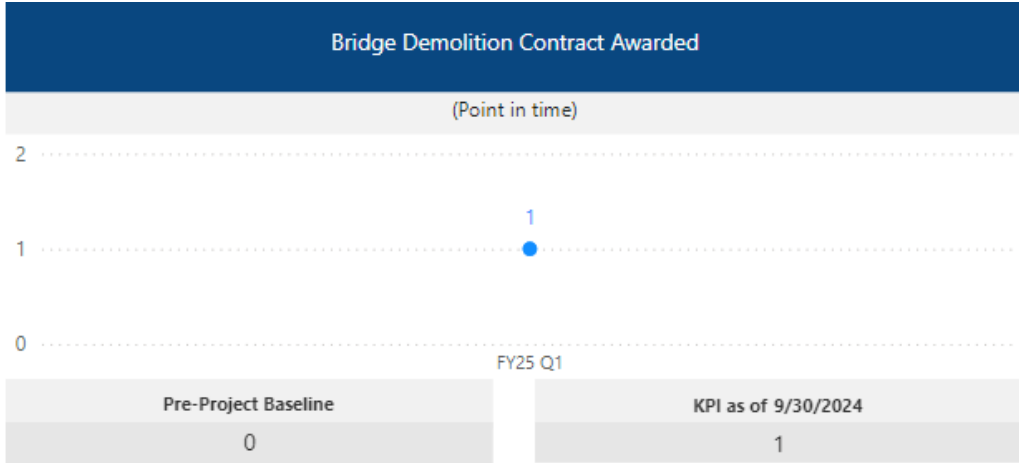 Bridge Demolition Contract Awarded
(Point in time)
2
1
1
0
FY25 Q1
Pre-Project Baseline
KPI as of 9/30/2024
0
1